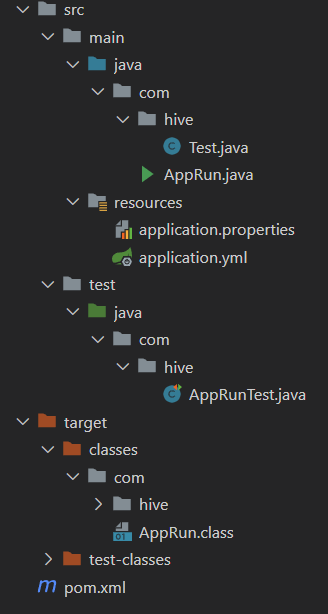 src
main
java
com
hive
Test.java
AppRun.java
resources
application.properties
application.yml
test
java
com
hive
AppRunTest.java
target
classes
com
hive
AppRun.class
test-classes
pom.xml